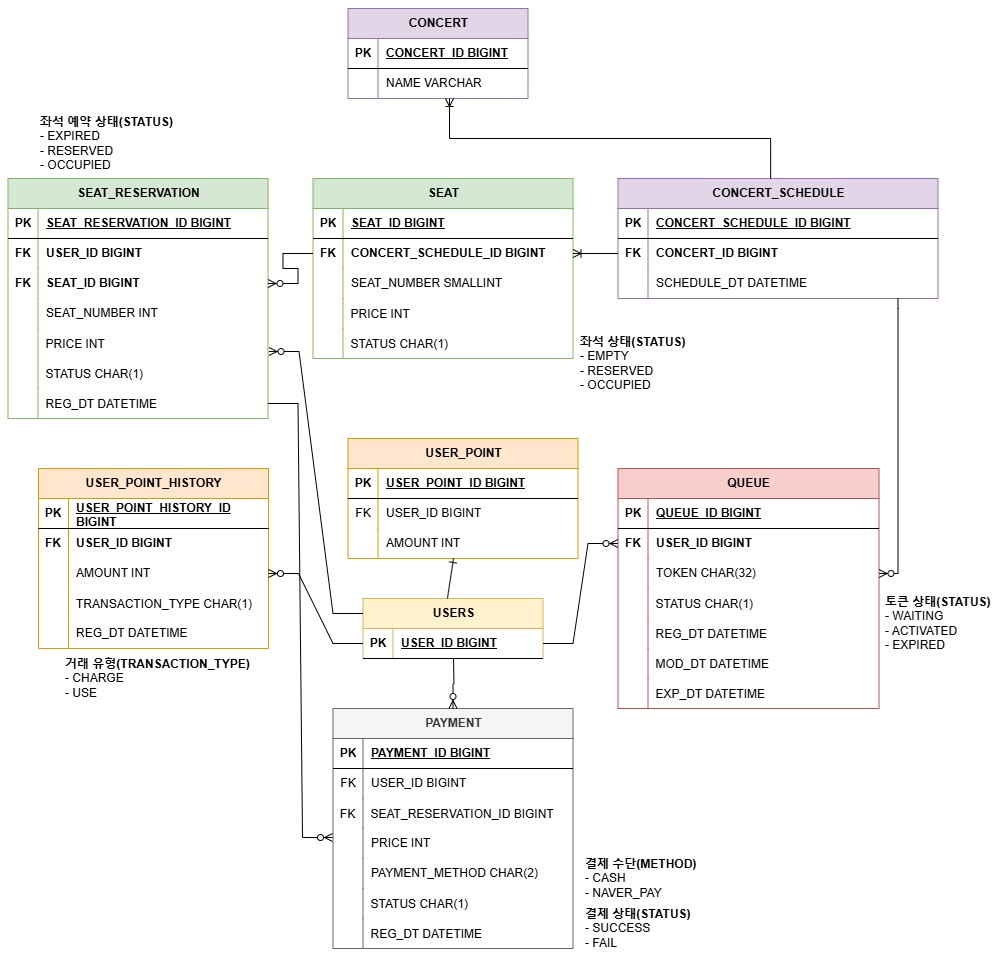 CONCERT
PK CONCERT_ID BIGINT
NAME VARCHAR
좌석 예약 상태(STATUS)
- EXPIRED
- RESERVED
- OCCUPIED
SEAT_RESERVATION
PK SEAT_RESERVATION_ID BIGINT
FK USER_ID BIGINT
FK SEAT_ID BIGINT
SEAT_NUMBER INT
PRICE INT
STATUS CHAR(1)
REG_DT DATETIME
SEAT
PK SEAT_ID BIGINT
FK CONCERT_SCHEDULE_ID BIGINT
SEAT_NUMBER SMALLINT
PRICE INT
STATUS CHAR(1)
CONCERT_SCHEDULE
PK CONCERT_SCHEDULE_ID BIGINT
FK CONCERT_ID BIGINT
SCHEDULE_DT DATETIME
좌석 상태(STATUS)
- EMPTY
- RESERVED
- OCCUPIED
USER_POINT_HISTORY
PK USER_POINT_HISTORY_ID
BIGINT
FK USER_ID BIGINT
AMOUNT INT
TRANSACTION_TYPE CHAR(1)
REG_DT DATETIME
거래 유형(TRANSACTION_TYPE)
- CHARGE
- USE
USER_POINT
PK USER_POINT_ID BIGINT
FK USER_ID BIGINT
AMOUNT INT
USERS
PK USER_ID BIGINT
QUEUE
PK QUEUE_ID BIGINT
FK USER_ID BIGINT
TOKEN CHAR(32)
STATUS CHAR(1)
REG_DT DATETIME
MOD_DT DATETIME
EXP_DT DATETIME
토큰 상태(STATUS)
- WAITING
- ACTIVATED
- EXPIRED
PAYMENT
PK PAYMENT_ID BIGINT
FK USER_ID BIGINT
FK SEAT_RESERVATION_ID BIGINT
PRICE INT
PAYMENT_METHOD CHAR(2)
STATUS CHAR(1)
REG_DT DATETIME
결제 수단(METHOD)
- CASH
- NAVER_PAY
결제 상태(STATUS)
- SUCCESS
- FAIL